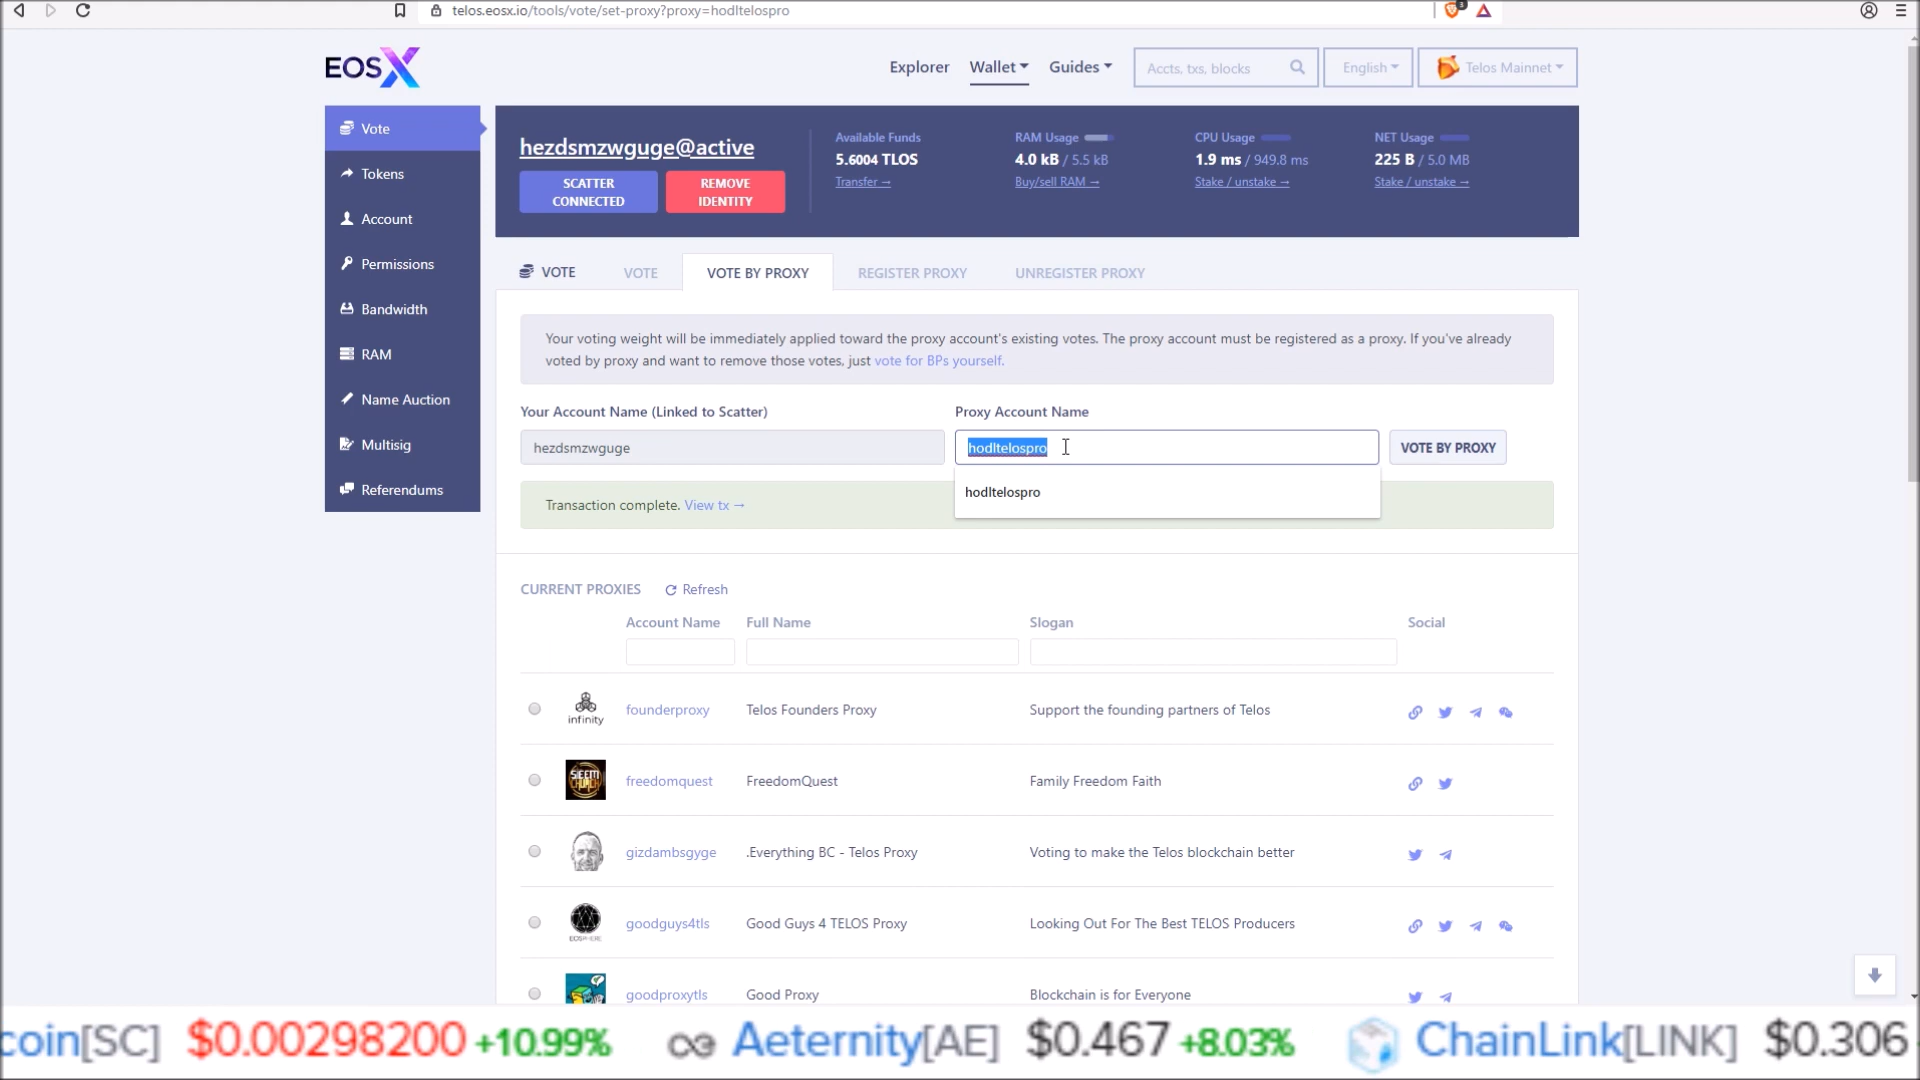 telos.eosx.io/tools/vote/set-proxy?proxy=hodltelospro
3
EOSX
Explorer Wallet Guides Accts, txs, blocks English Telos Mainnet
Vote
Tokens
Account
Permissions
Bandwidth
RAM
Name Auction
Multisig
Referendums
hezdsmzwguge@active
SCATTER CONNECTED
REMOVE IDENTITY
Available Funds
5.6004 TLOS
Transfer →
RAM Usage
4.0 kB / 5.5 kB
Buy/sell RAM →
CPU Usage
1.9 ms / 949.8 ms
Stake / unstake →
NET Usage
225 B / 5.0 MB
Stake / unstake →
VOTE VOTE VOTE BY PROXY REGISTER PROXY UNREGISTER PROXY
Your voting weight will be immediately applied toward the proxy account's existing votes. The proxy account must be registered as a proxy. If you've already
voted by proxy and want to remove those votes, just vote for BPs yourself.
Your Account Name (Linked to Scatter) Proxy Account Name
hezdsmzwguge hodltelospro VOTE BY PROXY
hodltelospro
Transaction complete. View tx →
CURRENT PROXIES Refresh
Account Name Full Name Slogan Social
infinity founderproxy Telos Founders Proxy Support the founding partners of Telos
freedomquest FreedomQuest Family Freedom Faith
gizdambsgyge .Everything BC - Telos Proxy Voting to make the Telos blockchain better
EOSPHERE goodguys4tls Good Guys 4 TELOS Proxy Looking Out For The Best TELOS Producers
goodproxytls Good Proxy Blockchain is for Everyone
coin[SC] $0.00298200 +10.99% Aeternity[AE] $0.467 +8.03% ChainLink[LINK] $0.306